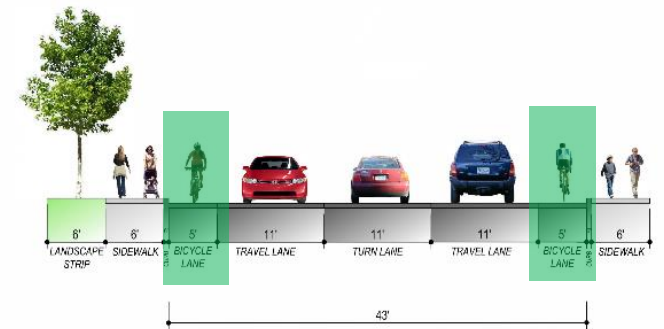 6' 6' 5' 11' 11' 11' 5' 6'
LANDSCAPE STRIP
SIDEWALK
BICYCLE LANE
TRAVEL LANE
TURN LANE
TRAVEL LANE
BICYCLE LANE
SIDEWALK
43'